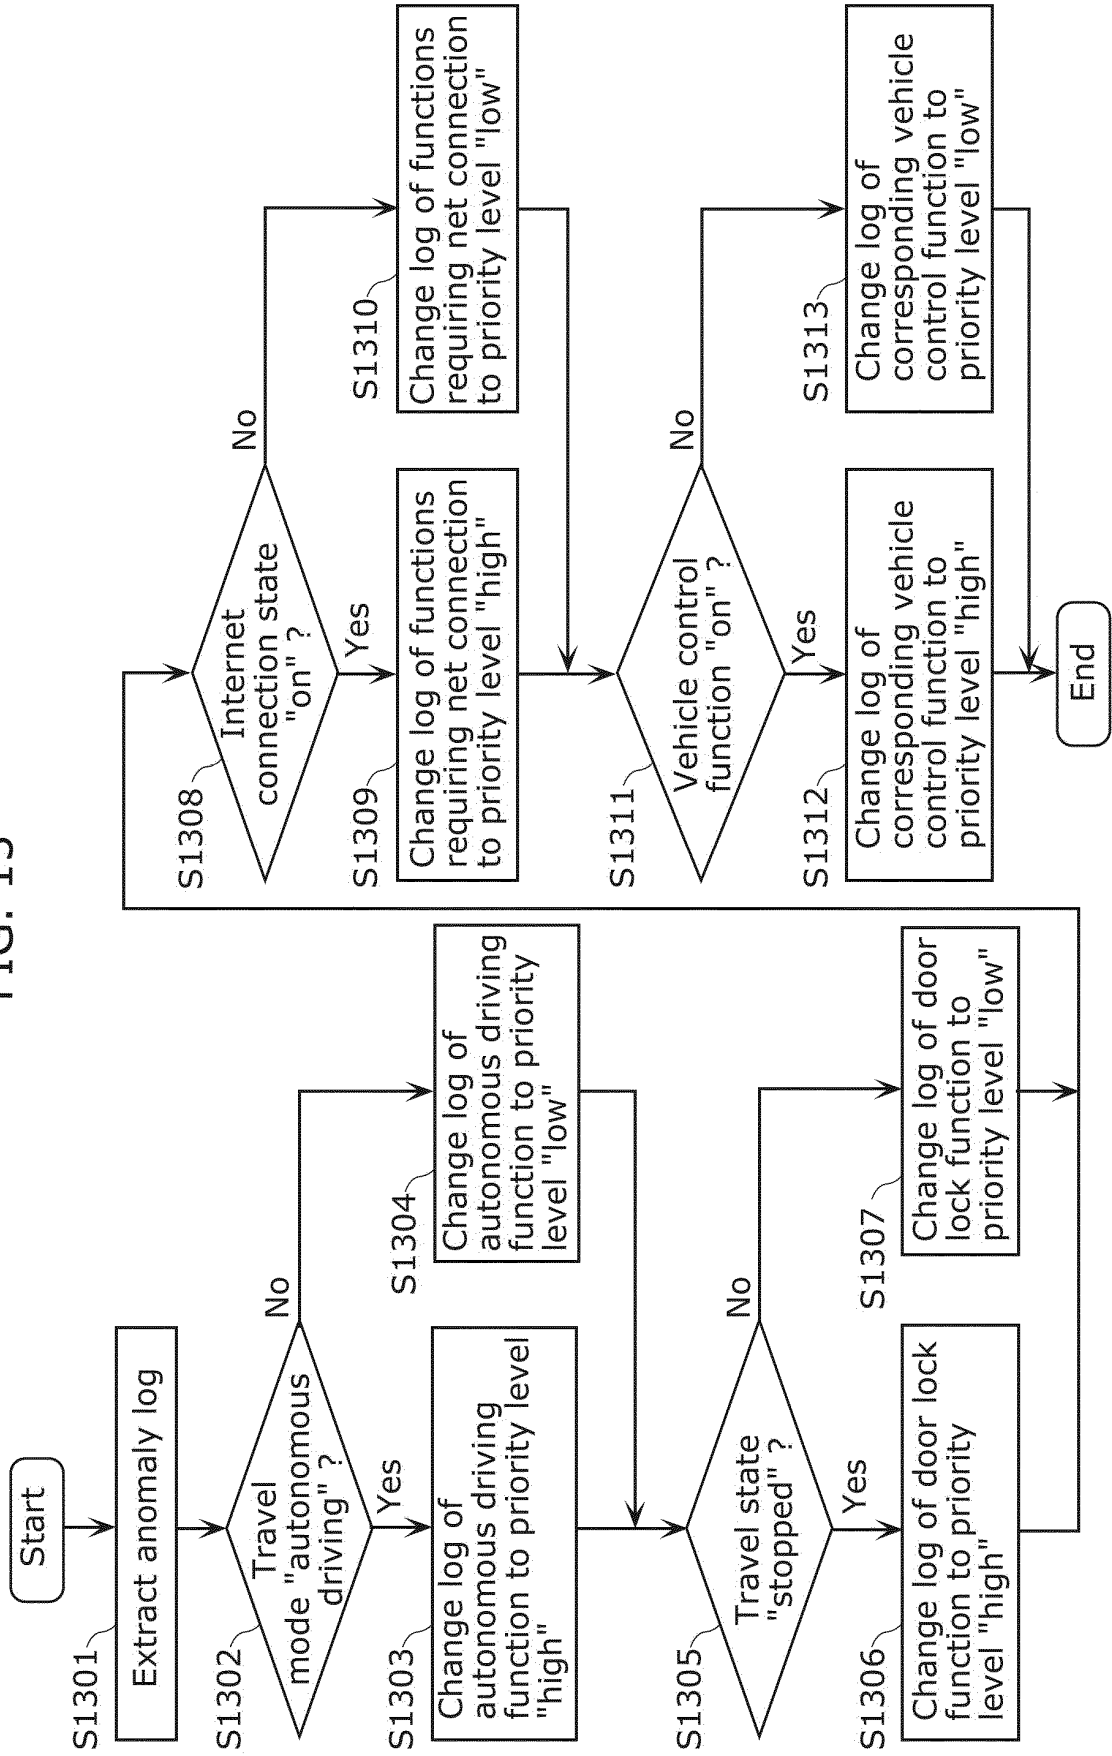 FIG. 13
Start
S1301
Extract anomaly log
S1302
Travel
mode "autonomous
driving" ?
No
Yes
S1303
Change log of
autonomous driving
function to priority level
"high"
S1304
Change log of
autonomous driving
function to priority
level "low"
S1305
Travel state
"stopped" ?
No
Yes
S1306
Change log of door lock
function to priority
level "high"
S1307
Change log of door
lock function to
priority level "low"
S1308
Internet
connection state
"on" ?
No
Yes
S1309
Change log of functions
requiring net connection
to priority level "high"
S1310
Change log of functions
requiring net connection
to priority level "low"
S1311
Vehicle control
function "on" ?
No
Yes
S1312
Change log of
corresponding vehicle
control function to
priority level "high"
S1313
Change log of
corresponding vehicle
control function to
priority level "low"
End